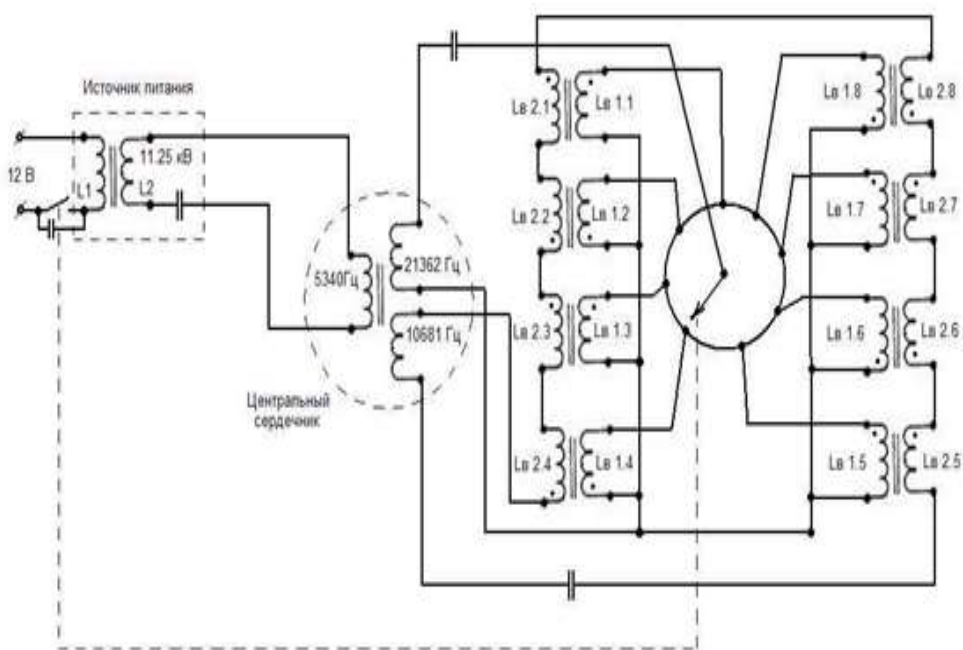 Источник питания
12 В
L1
L2
11.25 кВ
5340Гц
21362 Гц
10681 Гц
Центральный
сердечник
Lв 2.1
Lв 1.1
Lв 2.2
Lв 1.2
Lв 2.3
Lв 1.3
Lв 2.4
Lв 1.4
Lв 1.8
Lв 2.8
Lв 1.7
Lв 2.7
Lв 1.6
Lв 2.6
Lв 1.5
Lв 2.5